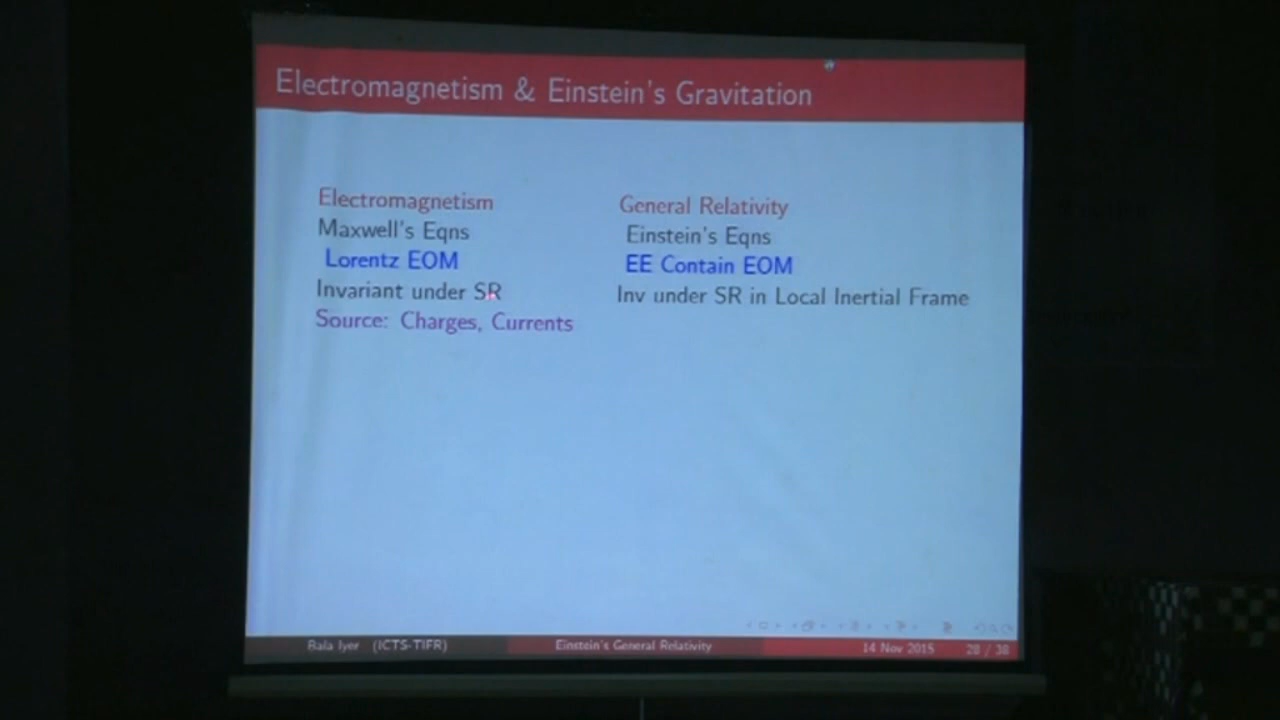 Electromagnetism & Einstein's Gravitation
Electromagnetism General Relativity
Maxwell's Eqns Einstein's Eqns
Lorentz EOM EE Contain EOM
Invariant under SR Inv under SR in Local Inertial Frame
Source: Charges, Currents
Bala Iyer (ICTS-TIFR) Einstein's General Relativity 14 Nov 2015 28 / 38